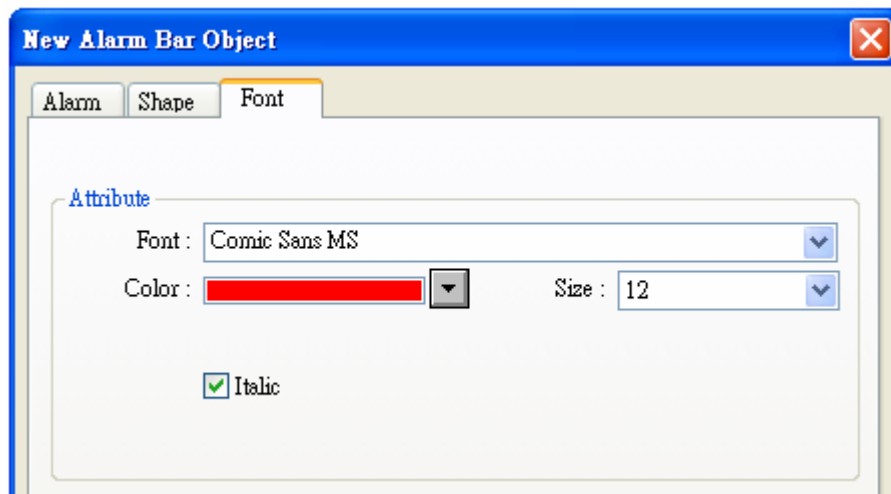 New Alarm Bar Object
Alarm Shape Font
Attribute
Font : Comic Sans MS
Color : Size : 12
Italic